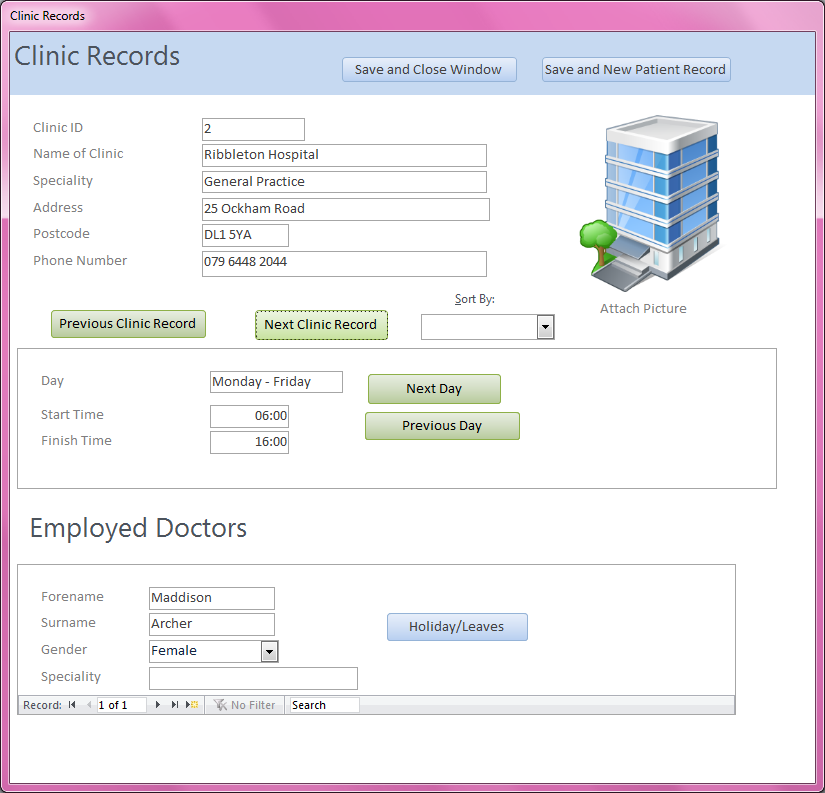 Clinic Records
Clinic Records
Save and Close Window
Save and New Patient Record
Clinic ID 2
Name of Clinic Ribbleton Hospital
Speciality General Practice
Address 25 Ockham Road
Postcode DL1 5YA
Phone Number 079 6448 2044
Attach Picture
Sort By:
Previous Clinic Record
Next Clinic Record
Day Monday - Friday
Start Time 06:00
Finish Time 16:00
Next Day
Previous Day
Employed Doctors
Forename Maddison
Surname Archer
Gender Female
Speciality
Holiday/Leaves
Record: 1 of 1 No Filter Search